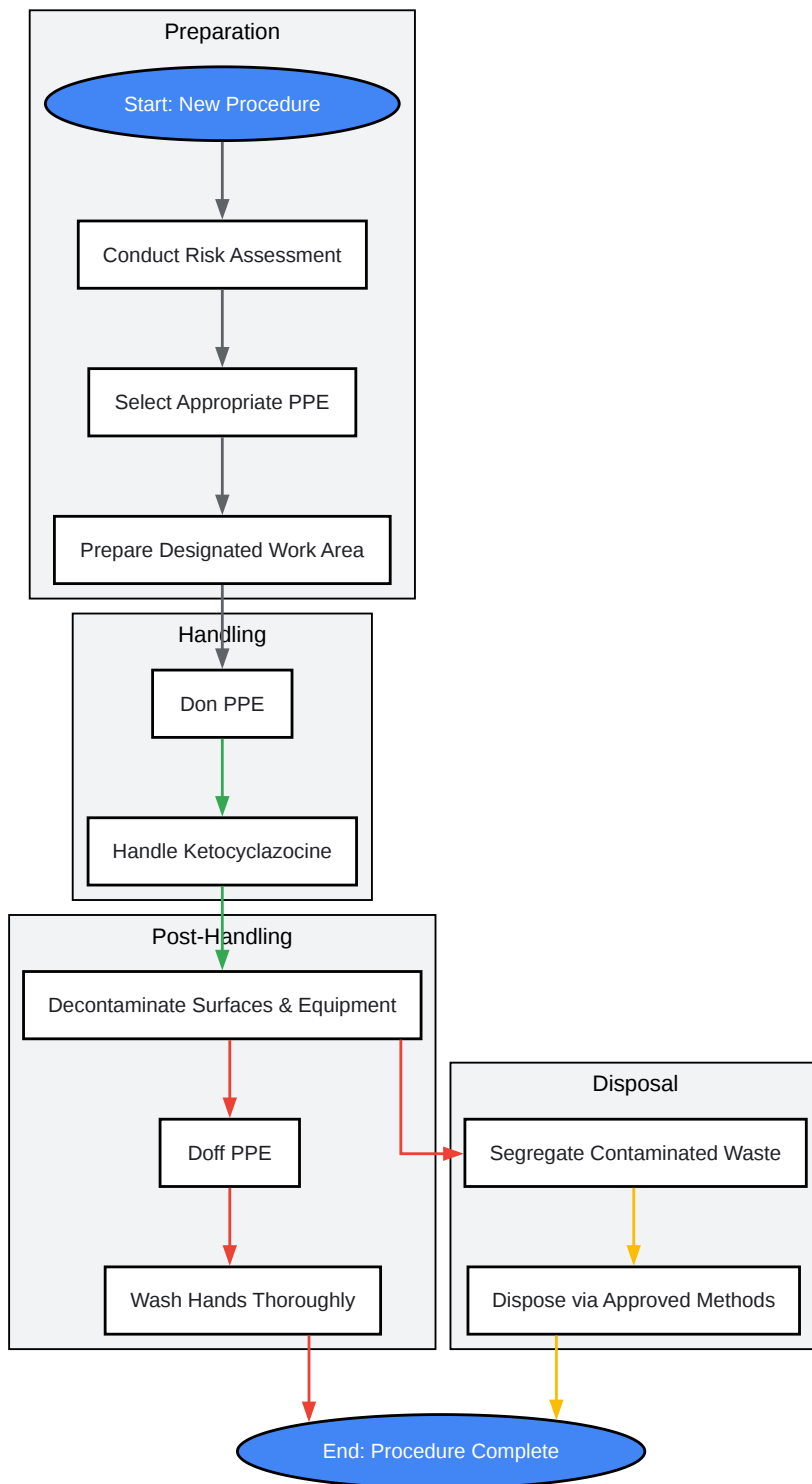 Preparation
Start: New Procedure
Conduct Risk Assessment
Select Appropriate PPE
Prepare Designated Work Area
Handling
Don PPE
Handle Ketocyclazocine
Post-Handling
Decontaminate Surfaces & Equipment
Doff PPE
Wash Hands Thoroughly
Disposal
Segregate Contaminated Waste
Dispose via Approved Methods
End: Procedure Complete